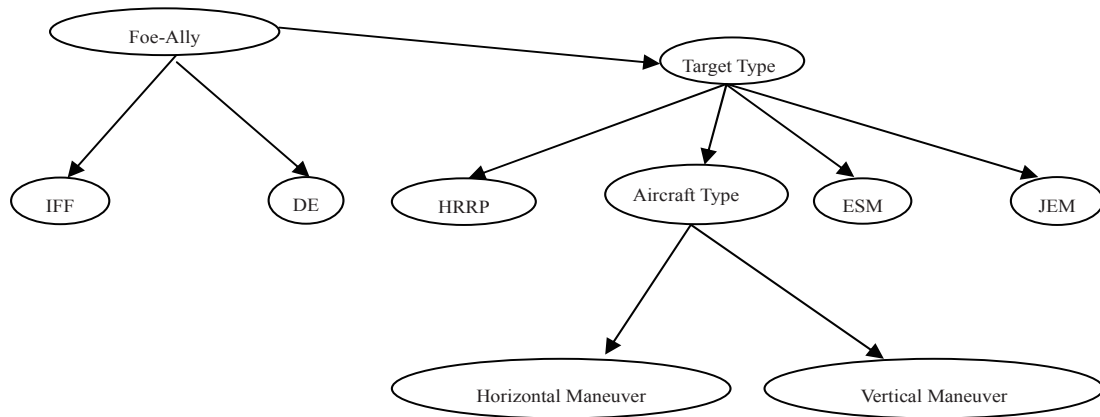 Foe-Ally
Target Type
IFF
DE
HRRP
Aircraft Type
ESM
JEM
Horizontal Maneuver
Vertical Maneuver